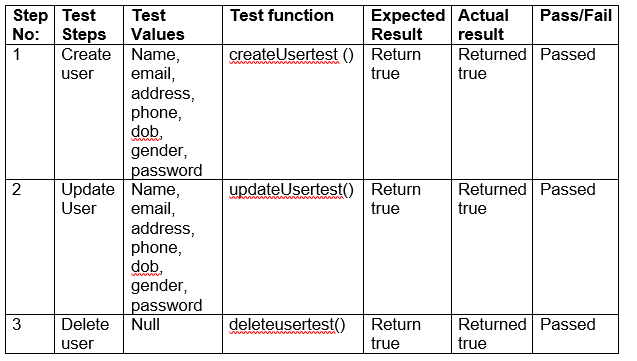 Step No: Test Steps Test Values Test function Expected Result Actual result Pass/Fail
1 Create user Name, email, address, phone, dob, gender, password createUsertest () Return true Returned true Passed
2 Update User Name, email, address, phone, dob, gender, password updateUsertest() Return true Returned true Passed
3 Delete user Null deleteusertest() Return true Returned true Passed